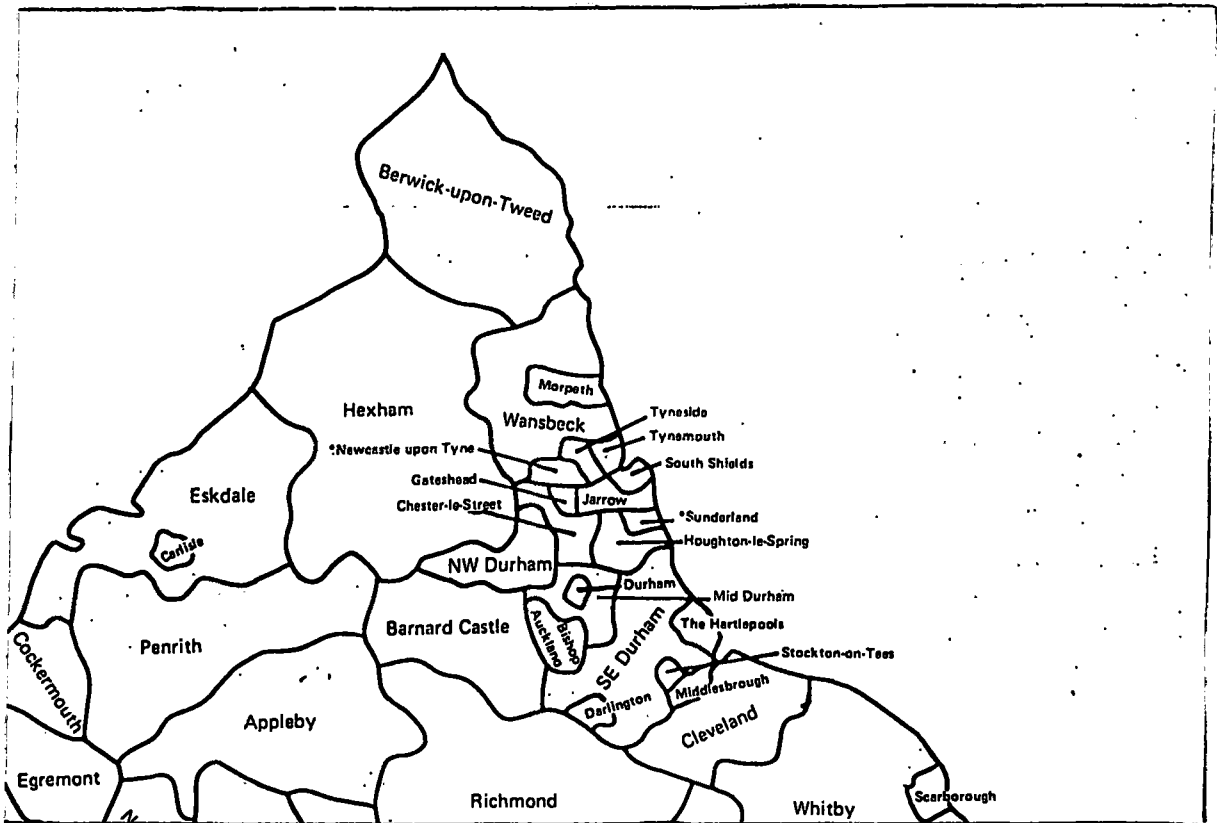 Berwick-upon-Tweed
Morpeth
Hexham
Wansbeck
Tyneside
Tynemouth
*Newcastle upon Tyne
South Shields
Gateshead
Eskdale
Jarrow
Chester-le-Street
*Sunderland
Houghton-le-Spring
Carlisle
NW Durham
Durham
Mid Durham
Barnard Castle
Bishop
Auckland
The Hartlepools
Penrith
Cockermouth
SE Durham
Stockton-on-Tees
Middlesbrough
Darlington
Appleby
Cleveland
Egremont
Richmond
Whitby
Scarborough